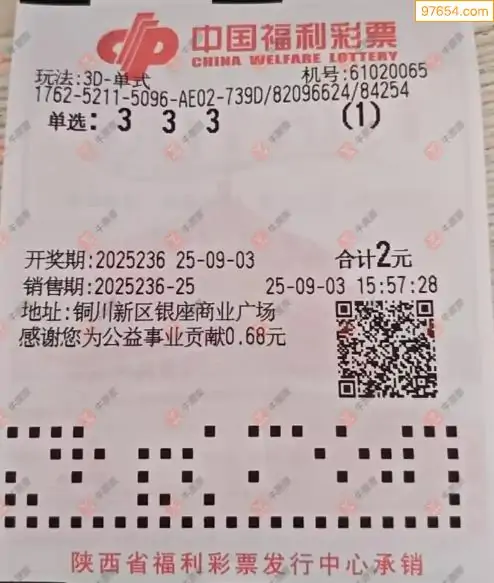 97654.com
中国福利彩票
CHINA WELFARE LOTTERY
玩法:3D-单式 机号:61020065
1762-5211-5096-AE02-739D/82096624/84254
单选: 3 3 3 (1)
开奖期:2025236 25-09-03 合计2元
销售期:2025236-25 25-09-03 15:57:28
地址:铜川新区银座商业广场
感谢您为公益事业贡献0.68元
陕西省福利彩票发行中心承销